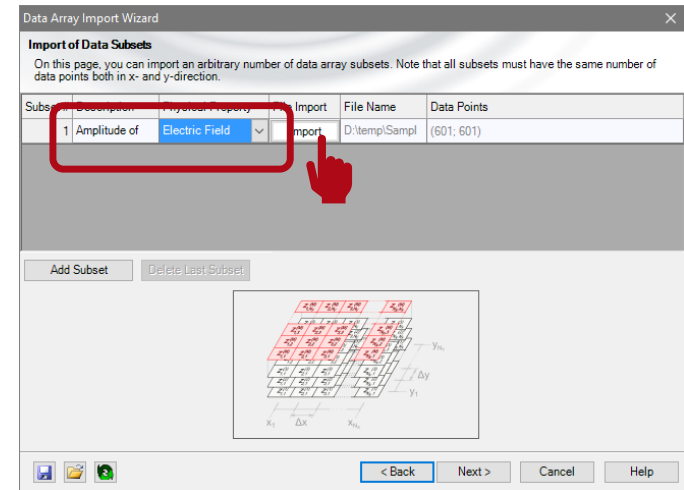 Data Array Import Wizard
Import of Data Subsets
On this page, you can import an arbitrary number of data array subsets. Note that all subsets must have the same number of
data points both in x- and y-direction.
Description Physical Property File Import File Name Data Points
1 Amplitude of Electric Field Import D:\temp\Sampl (601; 601)
Add Subset Delete Last Subset
Δy
y₁
x₁ Δx
< Back Next > Cancel Help